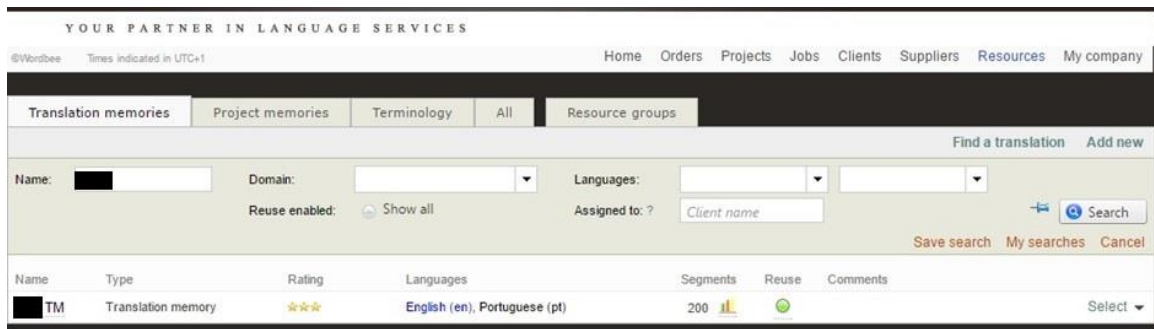 YOUR PARTNER IN LANGUAGE SERVICES
©Wordbee Times indicated in UTC+1 Home Orders Projects Jobs Clients Suppliers Resources My company
Translation memories Project memories Terminology All Resource groups
Find a translation Add new
Name: Domain: Languages:
Reuse enabled: Show all Assigned to: ? Client name Search
Save search My searches Cancel
Name Type Rating Languages Segments Reuse Comments
TM Translation memory English (en), Portuguese (pt) 200 Select